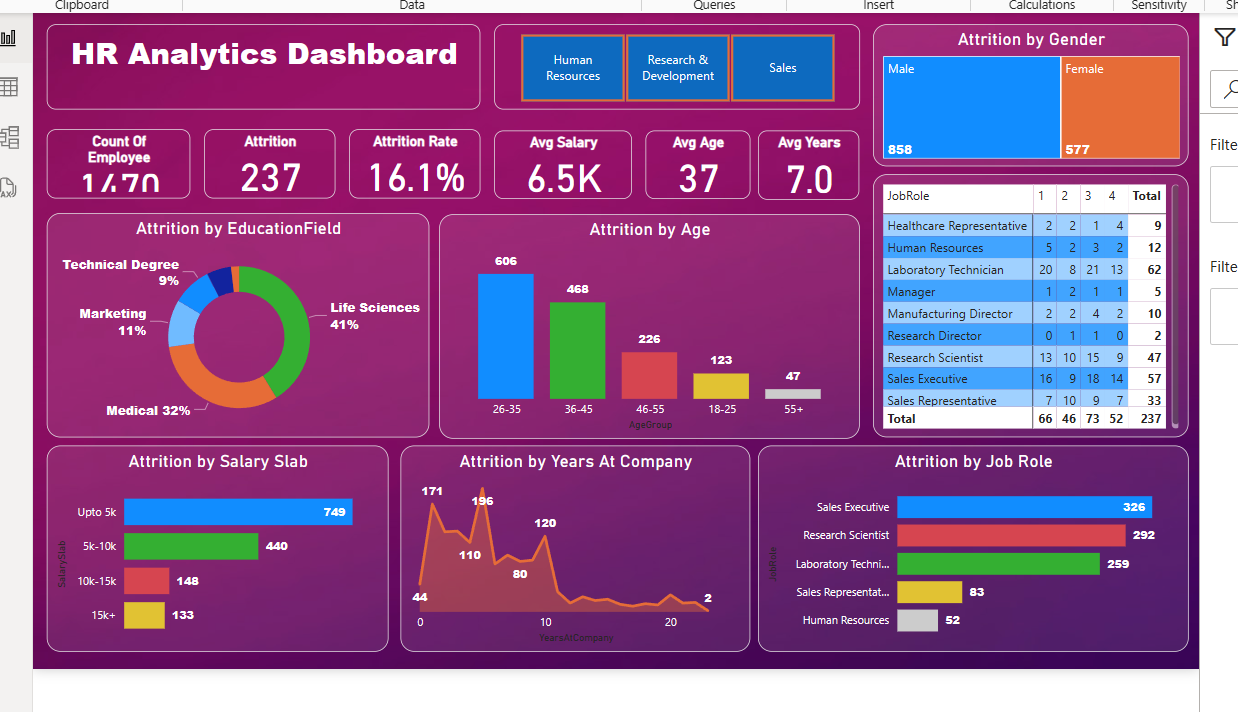 Clipboard
Data
Queries
Insert
Calculations
Sensitivity
HR Analytics Dashboard
Human
Resources
Research &
Development
Sales
Attrition by Gender
Male
Female
858
577
Count Of
Employee
1470
Attrition
237
Attrition Rate
16.1%
Avg Salary
6.5K
Avg Age
37
Avg Years
7.0
JobRole 1 2 3 4 Total
Healthcare Representative 2 2 1 4 9
Human Resources 5 2 3 2 12
Laboratory Technician 20 8 21 13 62
Manager 1 2 1 1 5
Manufacturing Director 2 2 4 2 10
Research Director 0 1 1 0 2
Research Scientist 13 10 15 9 47
Sales Executive 16 9 18 14 57
Sales Representative 7 10 9 7 33
Total 66 46 73 52 237
Filte
Filte
Attrition by EducationField
Technical Degree
9%
Marketing
11%
Medical 32%
Life Sciences
41%
Attrition by Age
606
468
226
123
47
26-35 36-45 46-55 18-25 55+
AgeGroup
Attrition by Salary Slab
SalarySlab
Upto 5k 749
5k-10k 440
10k-15k 148
15k+ 133
Attrition by Years At Company
171
196
110
120
80
44
2
0 10 20
YearsAtCompany
Attrition by Job Role
JobRole
Sales Executive 326
Research Scientist 292
Laboratory Techni... 259
Sales Representat... 83
Human Resources 52